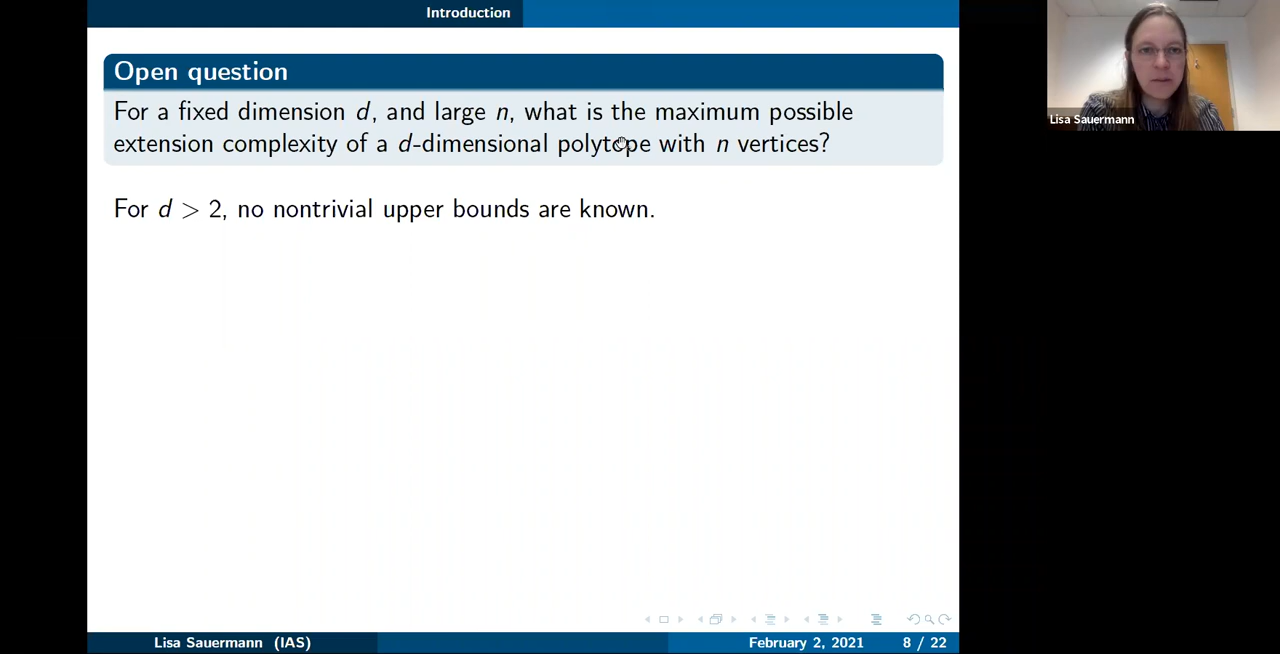 Introduction
Open question
For a fixed dimension d, and large n, what is the maximum possible
extension complexity of a d-dimensional polytope with n vertices?
For d > 2, no nontrivial upper bounds are known.
Lisa Sauermann (IAS)
February 2, 2021
8 / 22
Lisa Sauermann